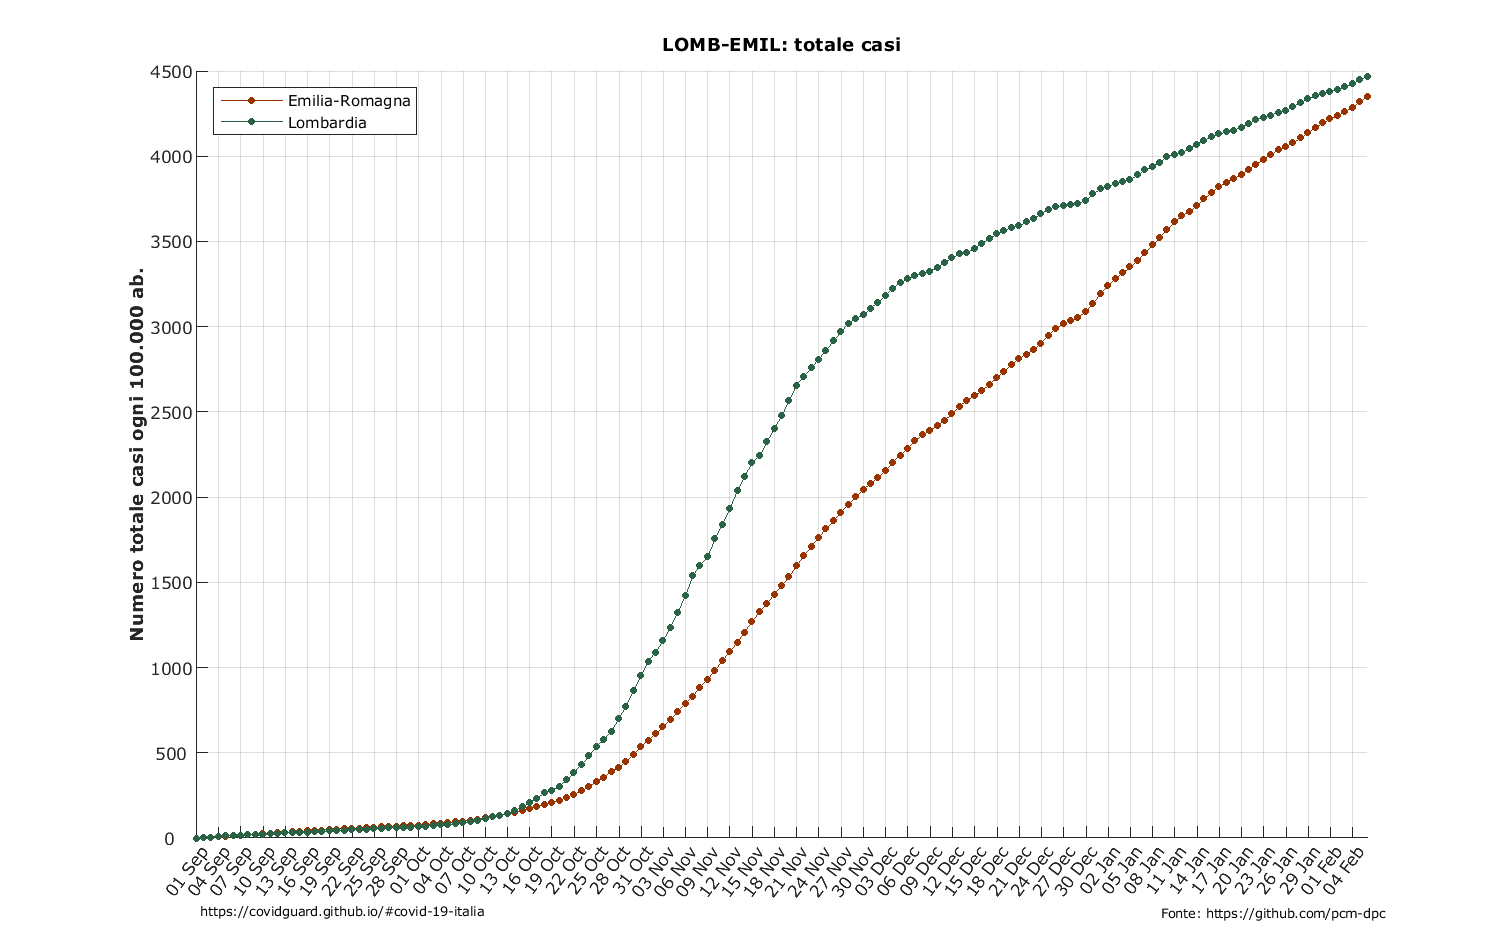 LOMB-EMIL: totale casi
Emilia-Romagna
Lombardia
Numero totale casi ogni 100.000 ab.
4500
4000
3500
3000
2500
2000
1500
1000
500
0
01 Sep
04 Sep
07 Sep
10 Sep
13 Sep
16 Sep
19 Sep
22 Sep
25 Sep
28 Sep
01 Oct
04 Oct
07 Oct
10 Oct
13 Oct
16 Oct
19 Oct
22 Oct
25 Oct
28 Oct
31 Oct
03 Nov
06 Nov
09 Nov
12 Nov
15 Nov
18 Nov
21 Nov
24 Nov
27 Nov
30 Nov
03 Dec
06 Dec
09 Dec
12 Dec
15 Dec
18 Dec
21 Dec
24 Dec
27 Dec
30 Dec
02 Jan
05 Jan
08 Jan
11 Jan
14 Jan
17 Jan
20 Jan
23 Jan
26 Jan
29 Jan
01 Feb
04 Feb
https://covidguard.github.io/#covid-19-italia
Fonte: https://github.com/pcm-dpc